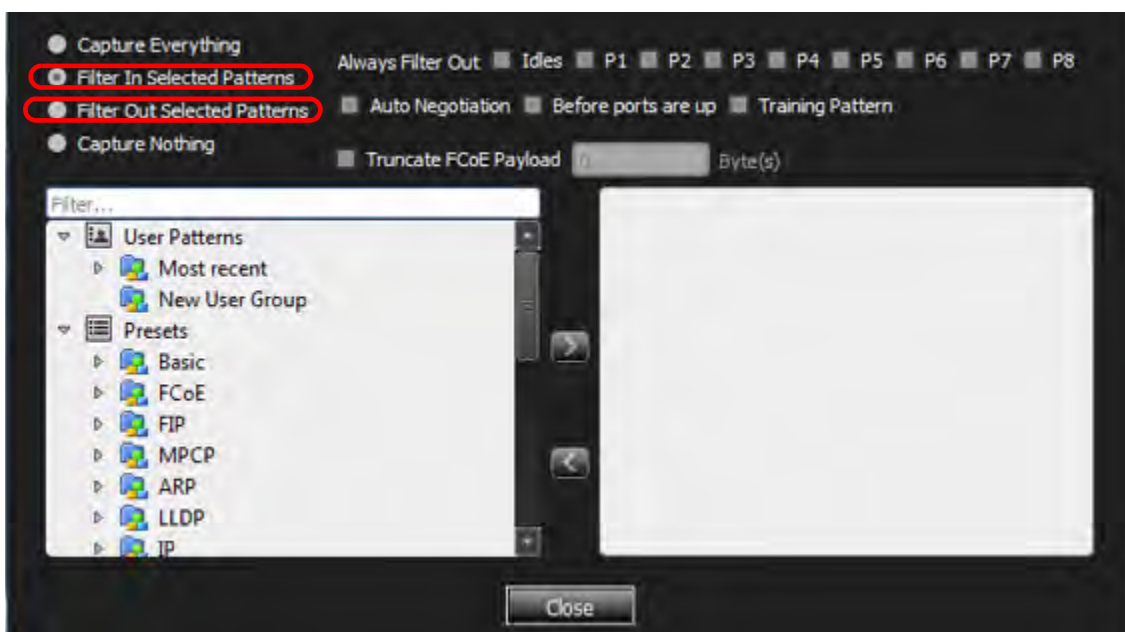 Capture Everything
Filter In Selected Patterns
Filter Out Selected Patterns
Capture Nothing
Always Filter Out Idles P1 P2 P3 P4 P5 P6 P7 P8
Auto Negotiation Before ports are up Training Pattern
Truncate FCoE Payload 0 Byte(s)
Filter...
User Patterns
Most recent
New User Group
Presets
Basic
FCoE
FIP
MPCP
ARP
LLDP
IP
>
<
Close